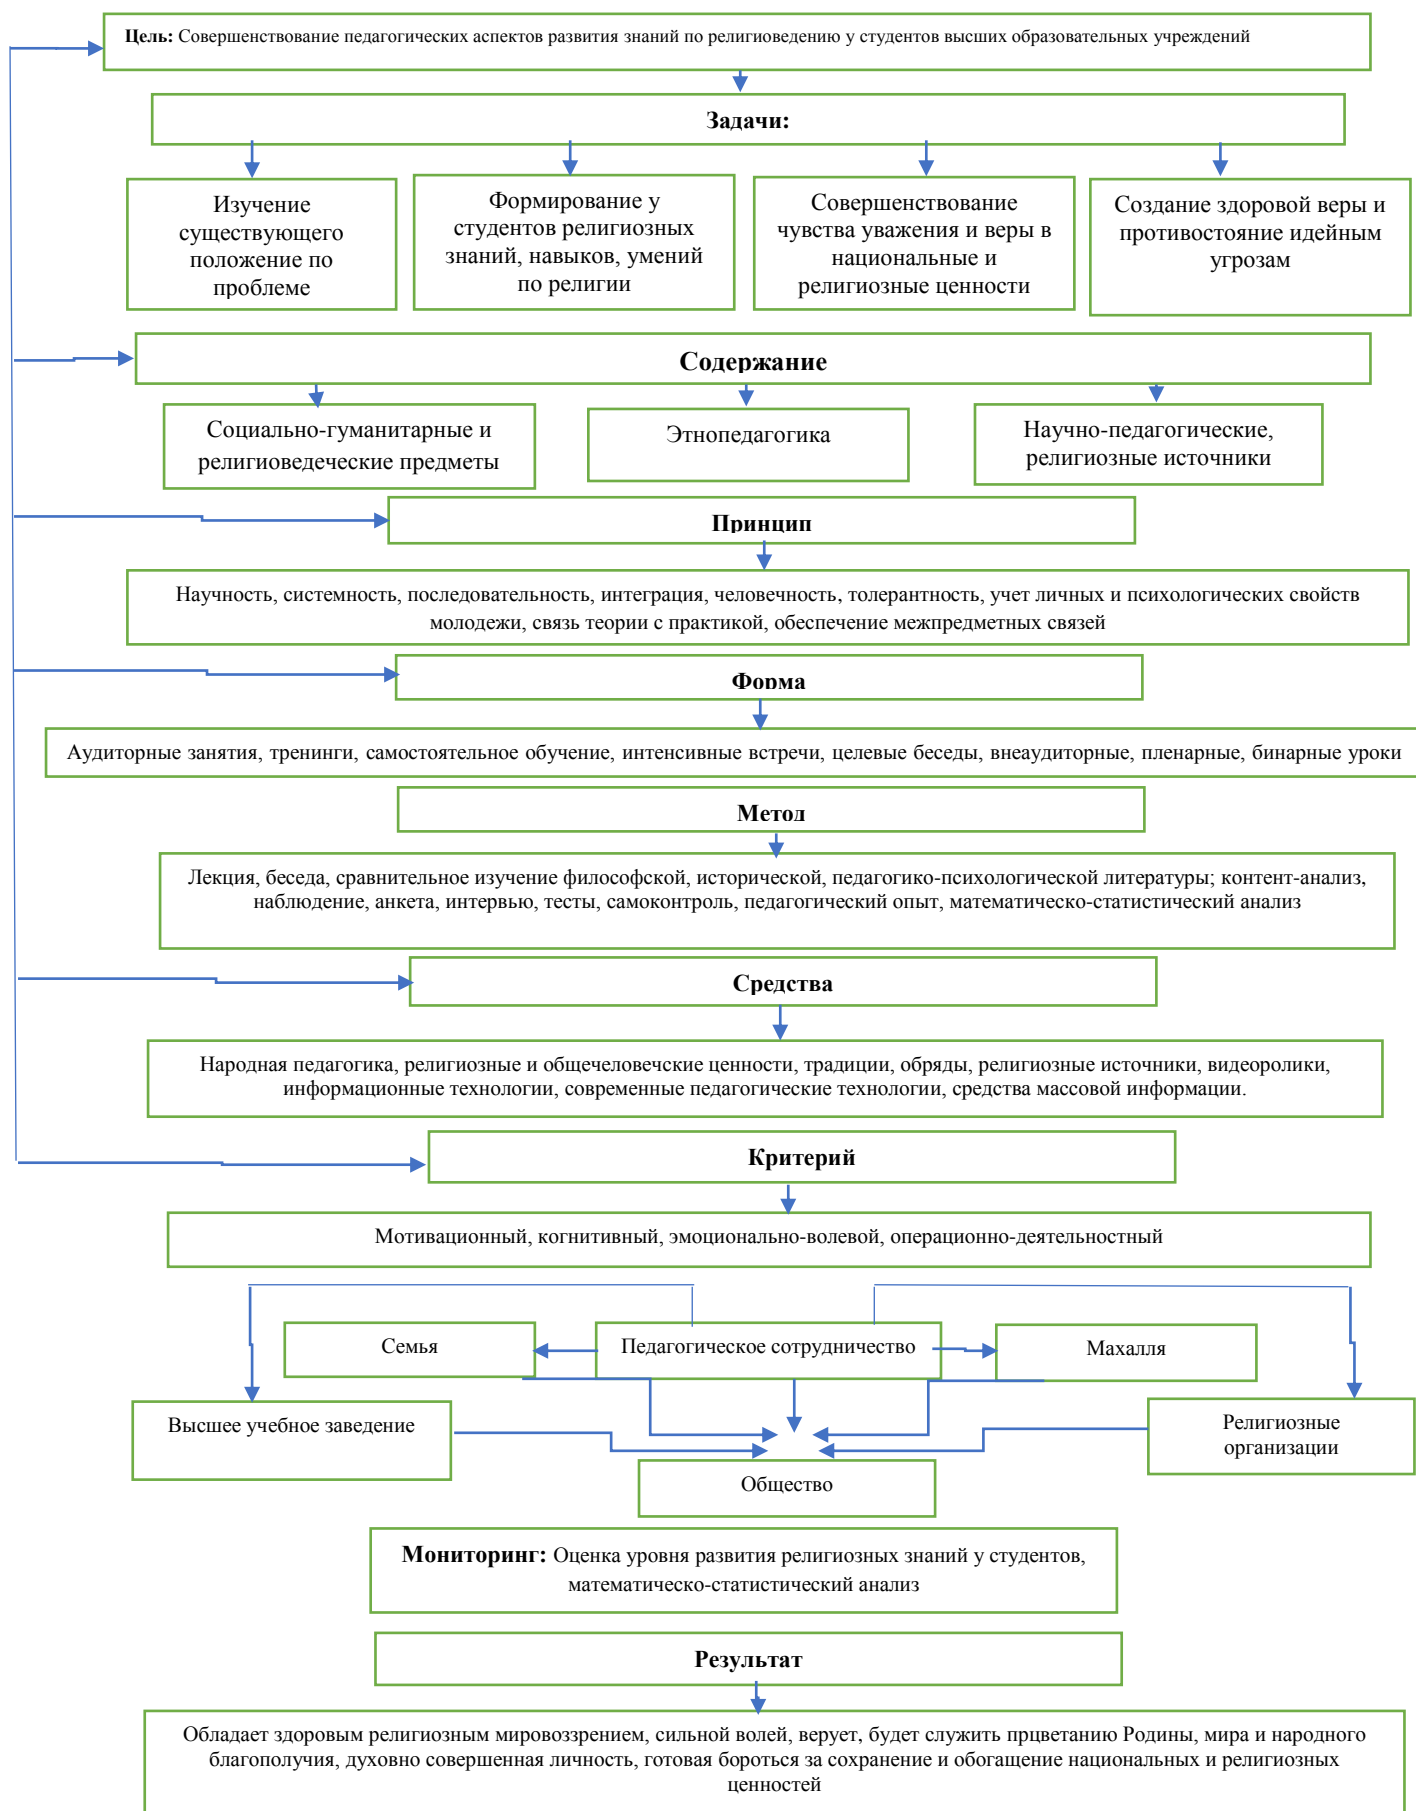 Цель: Совершенствование педагогических аспектов развития знаний по религиоведению у студентов высших образовательных учреждений
Задачи:
Изучение
существующего
положение по
проблеме
Формирование у
студентов религиозных
знаний, навыков, умений
по религии
Совершенствование
чувства уважения и веры в
национальные и
религиозные ценности
Создание здоровой веры и
противостояние идейным
угрозам
Содержание
Социально-гуманитарные и
религиоведеческие предметы
Этнопедагогика
Научно-педагогические,
религиозные источники
Принцип
Научность, системность, последовательность, интеграция, человечность, толерантность, учет личных и психологических свойств
молодежи, связь теории с практикой, обеспечение межпредметных связей
Форма
Аудиторные занятия, тренинги, самостоятельное обучение, интенсивные встречи, целевые беседы, внеаудиторные, пленарные, бинарные уроки
Метод
Лекция, беседа, сравнительное изучение философской, исторической, педагогико-психологической литературы; контент-анализ,
наблюдение, анкета, интервью, тесты, самоконтроль, педагогический опыт, математическо-статистический анализ
Средства
Народная педагогика, религиозные и общечеловечские ценности, традиции, обряды, религиозные источники, видеоролики,
информационные технологии, современные педагогические технологии, средства массовой информации.
Критерий
Мотивационный, когнитивный, эмоционально-волевой, операционно-деятельностный
Семья
Педагогическое сотрудничество
Махалля
Высшее учебное заведение
Религиозные
организации
Общество
Мониторинг: Оценка уровня развития религиозных знаний у студентов,
математическо-статистический анализ
Результат
Обладает здоровым религиозным мировоззрением, сильной волей, верует, будет служить прцветанию Родины, мира и народного
благополучия, духовно совершенная личность, готовая бороться за сохранение и обогащение национальных и религиозных
ценностей